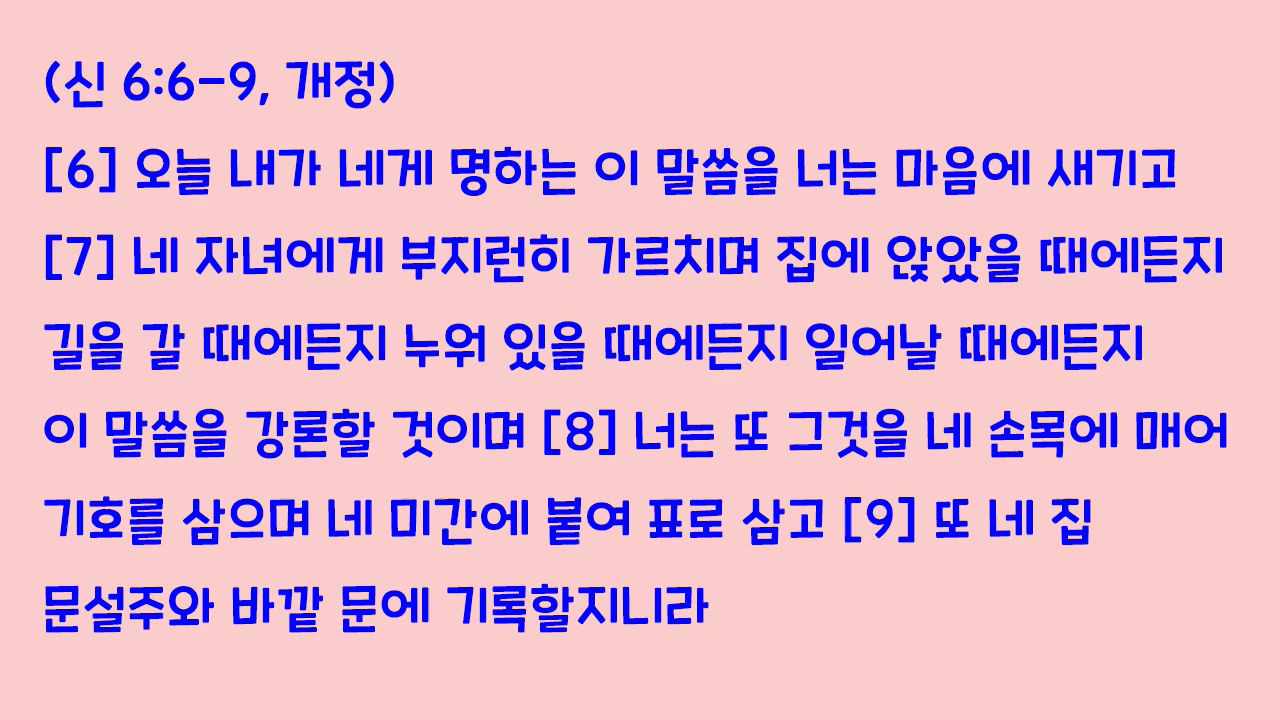 (신 6:6-9, 개정)
[6] 오늘 내가 네게 명하는 이 말씀을 너는 마음에 새기고
[7] 네 자녀에게 부지런히 가르치며 집에 앉았을 때에든지
길을 갈 때에든지 누워 있을 때에든지 일어날 때에든지
이 말씀을 강론할 것이며 [8] 너는 또 그것을 네 손목에 매어
기호를 삼으며 네 미간에 붙여 표로 삼고 [9] 또 네 집
문설주와 바깥 문에 기록할지니라